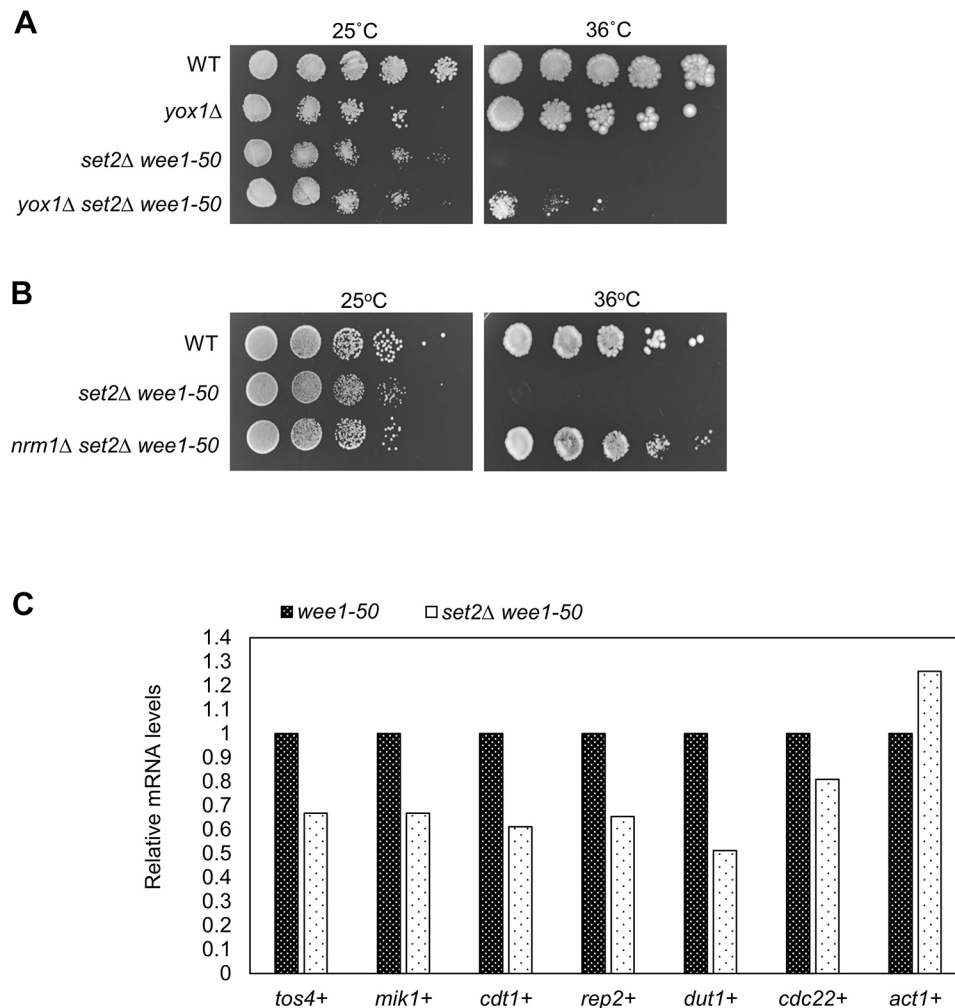 A
25˚C 36˚C
WT
yox1Δ
set2Δ wee1-50
yox1Δ set2Δ wee1-50
B
25ºC 36ºC
WT
set2Δ wee1-50
nrm1Δ set2Δ wee1-50
C
wee1-50 set2Δ wee1-50
Relative mRNA levels
1.4
1.3
1.2
1.1
1
0.9
0.8
0.7
0.6
0.5
0.4
0.3
0.2
0.1
0
tos4+ mik1+ cdt1+ rep2+ dut1+ cdc22+ act1+